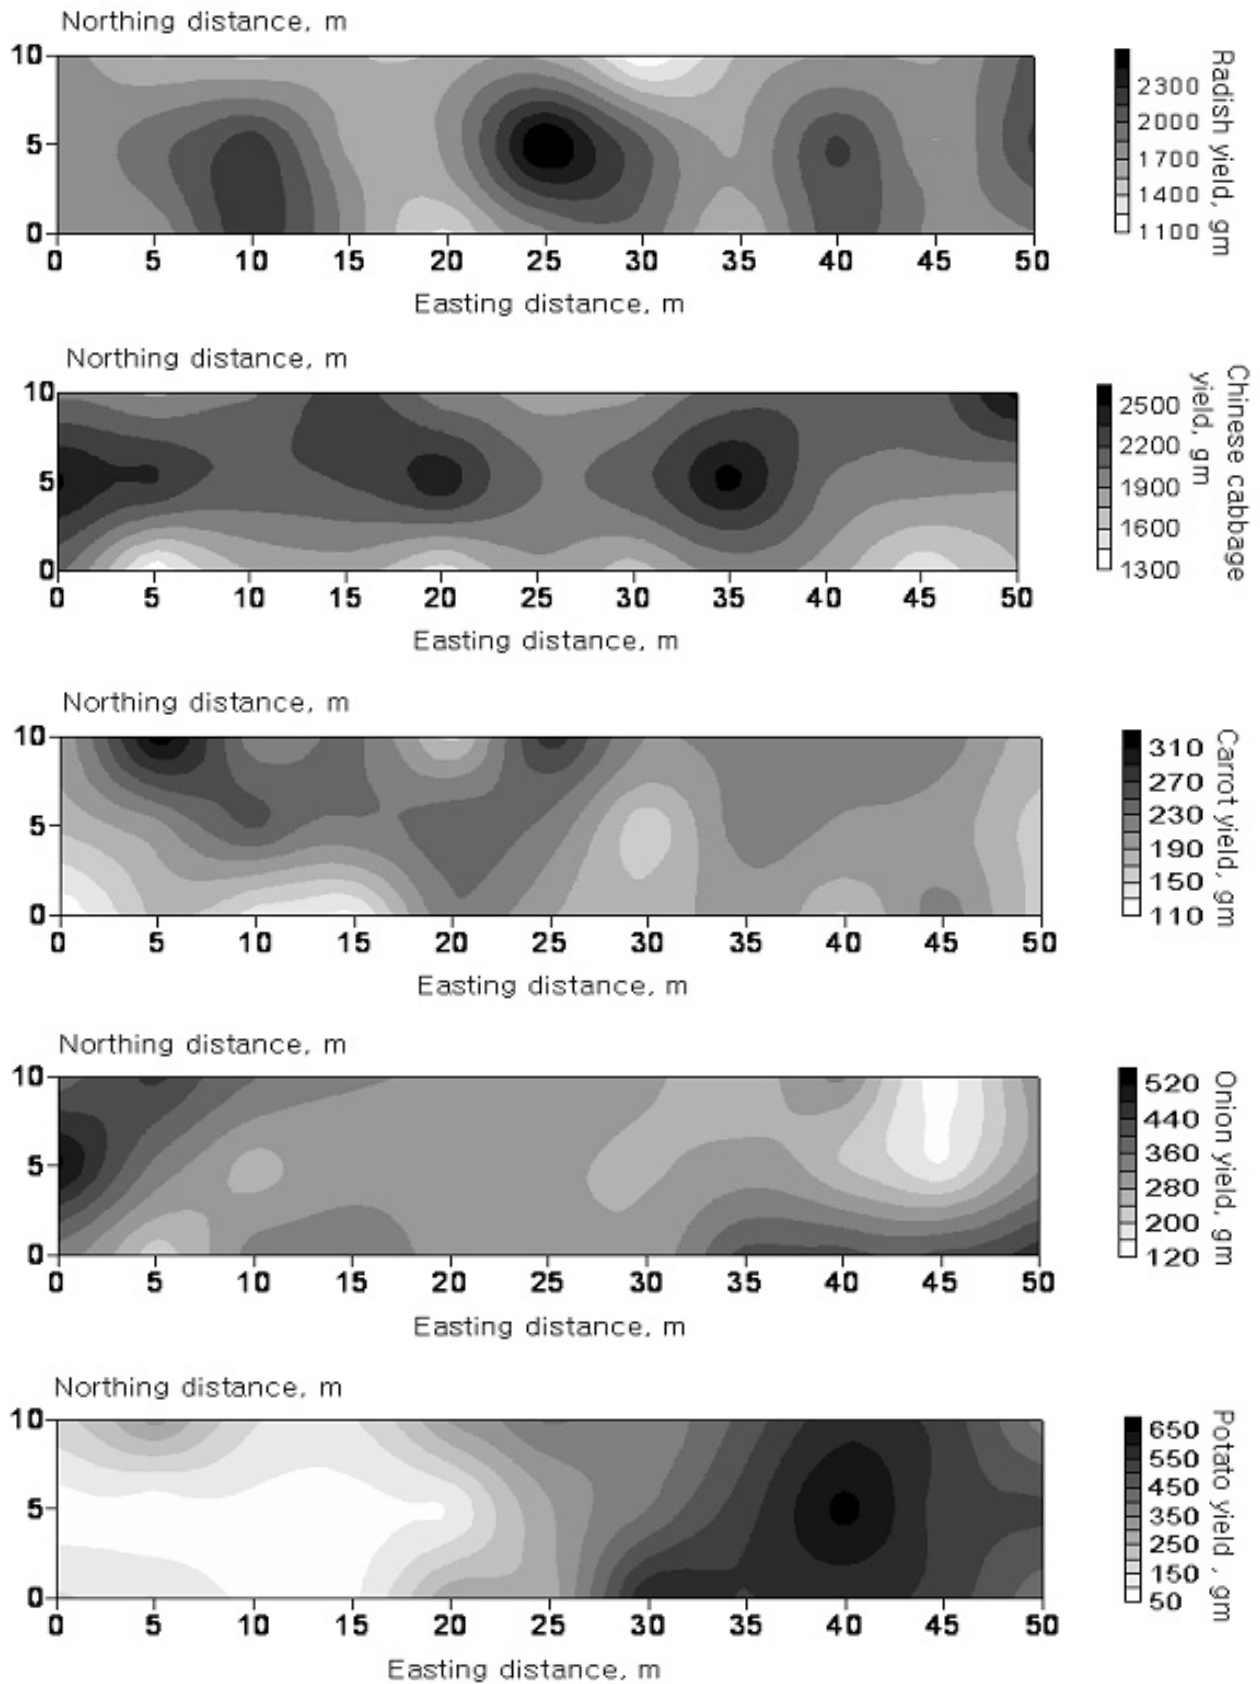 Northing distance, m
10
5
0
0 5 10 15 20 25 30 35 40 45 50
Easting distance, m
2300
2000
1700
1400
1100
Radish yield, gm
Northing distance, m
10
5
0
0 5 10 15 20 25 30 35 40 45 50
Easting distance, m
2500
2200
1900
1600
1300
Chinese cabbage
yield, gm
Northing distance, m
10
5
0
0 5 10 15 20 25 30 35 40 45 50
Easting distance, m
310
270
230
190
150
110
Carrot yield, gm
Northing distance, m
10
5
0
0 5 10 15 20 25 30 35 40 45 50
Easting distance, m
520
440
360
280
200
120
Onion yield, gm
Northing distance, m
10
5
0
0 5 10 15 20 25 30 35 40 45 50
Easting distance, m
650
550
450
350
250
150
50
Potato yield , gm